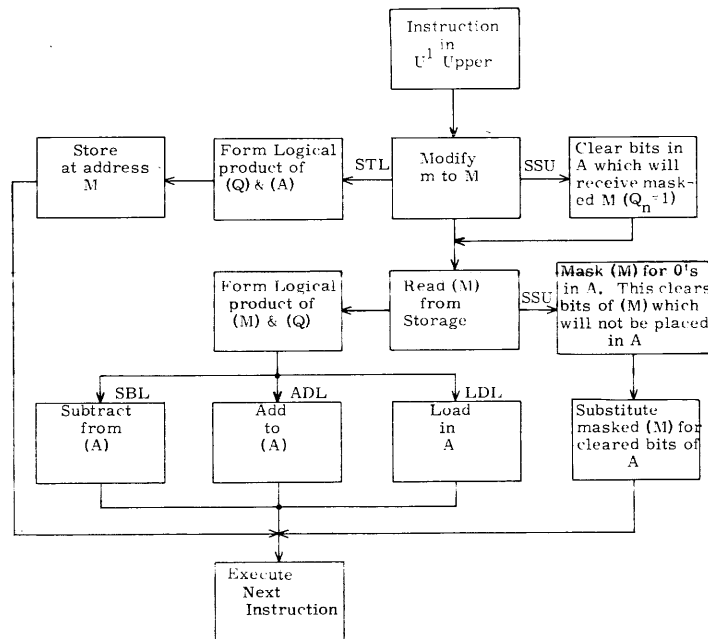 Instruction
in
U¹ Upper
Store
at address
M
Form Logical
product of
(Q) & (A)
STL
Modify
m to M
SSU
Clear bits in
A which will
receive mask-
ed M (Qn=1)
Form Logical
product of
(M) & (Q)
Read (M)
from
Storage
SSU
Mask (M) for 0's
in A. This clears
bits of (M) which
will not be placed
in A
SBL
ADL
LDL
Subtract
from
(A)
Add
to
(A)
Load
in
A
Substitute
masked (M) for
cleared bits of
A
Execute
Next
Instruction